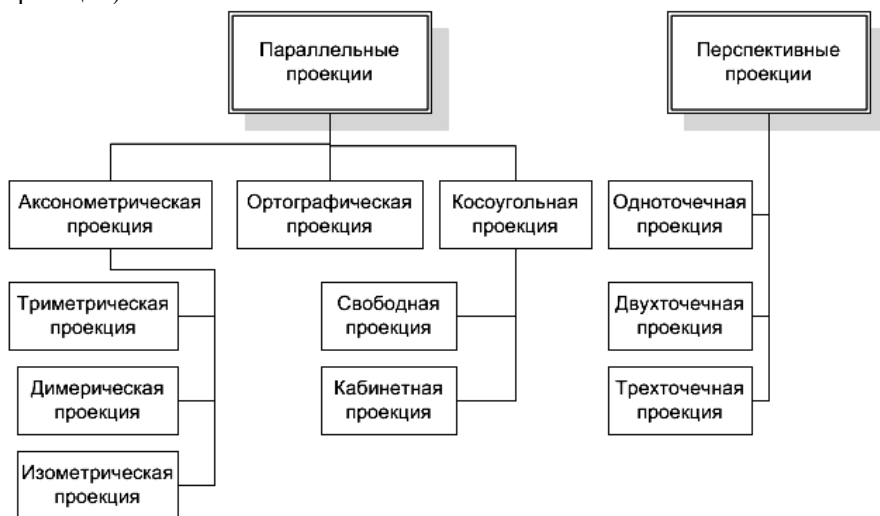 Параллельные
проекции
Перспективные
проекции
Аксонометрическая
проекция
Ортографическая
проекция
Косоугольная
проекция
Одноточечная
проекция
Триметрическая
проекция
Свободная
проекция
Двухточечная
проекция
Димерическая
проекция
Кабинетная
проекция
Трехточечная
проекция
Изометрическая
проекция